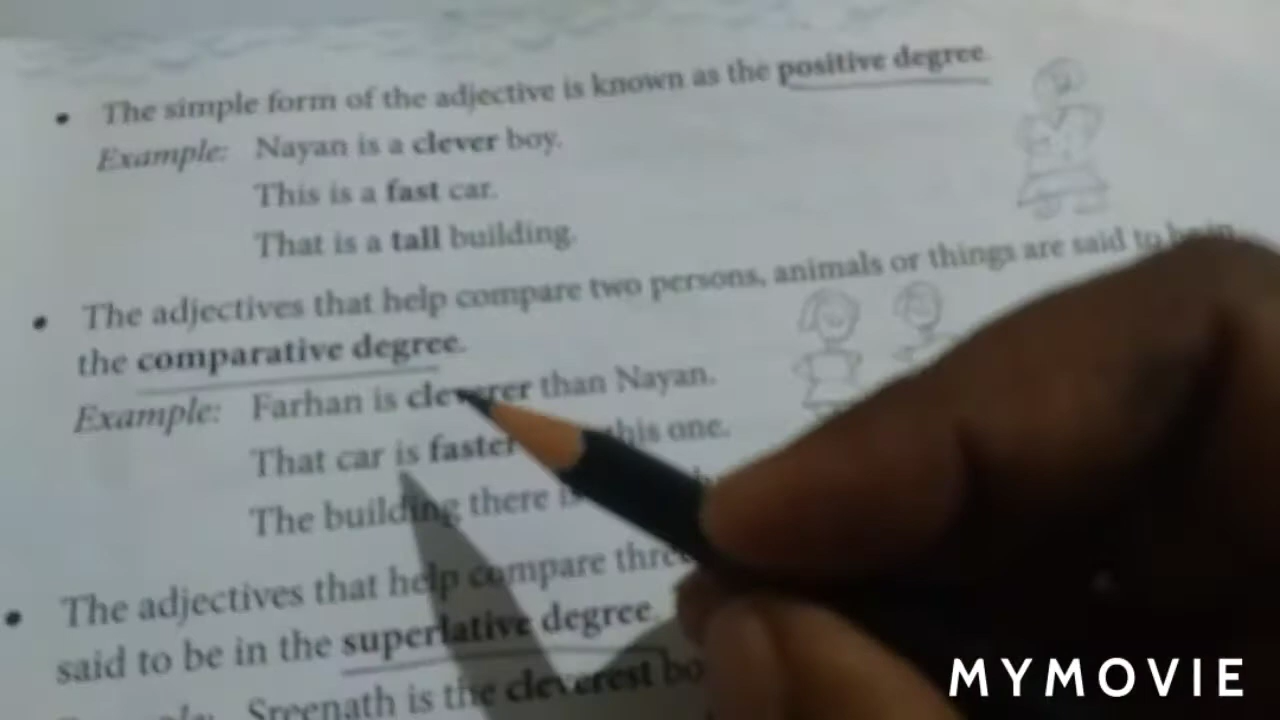 • The simple form of the adjective is known as the positive degree.
Example: Nayan is a clever boy.
This is a fast car.
That is a tall building.
• The adjectives that help compare two persons, animals or things are said to be in
the comparative degree.
Example: Farhan is cleverer than Nayan.
That car is faster this one.
The building there
• The adjectives that help compare three
said to be in the superlative degree.
Sreenath is the cleverest
MYMOVIE